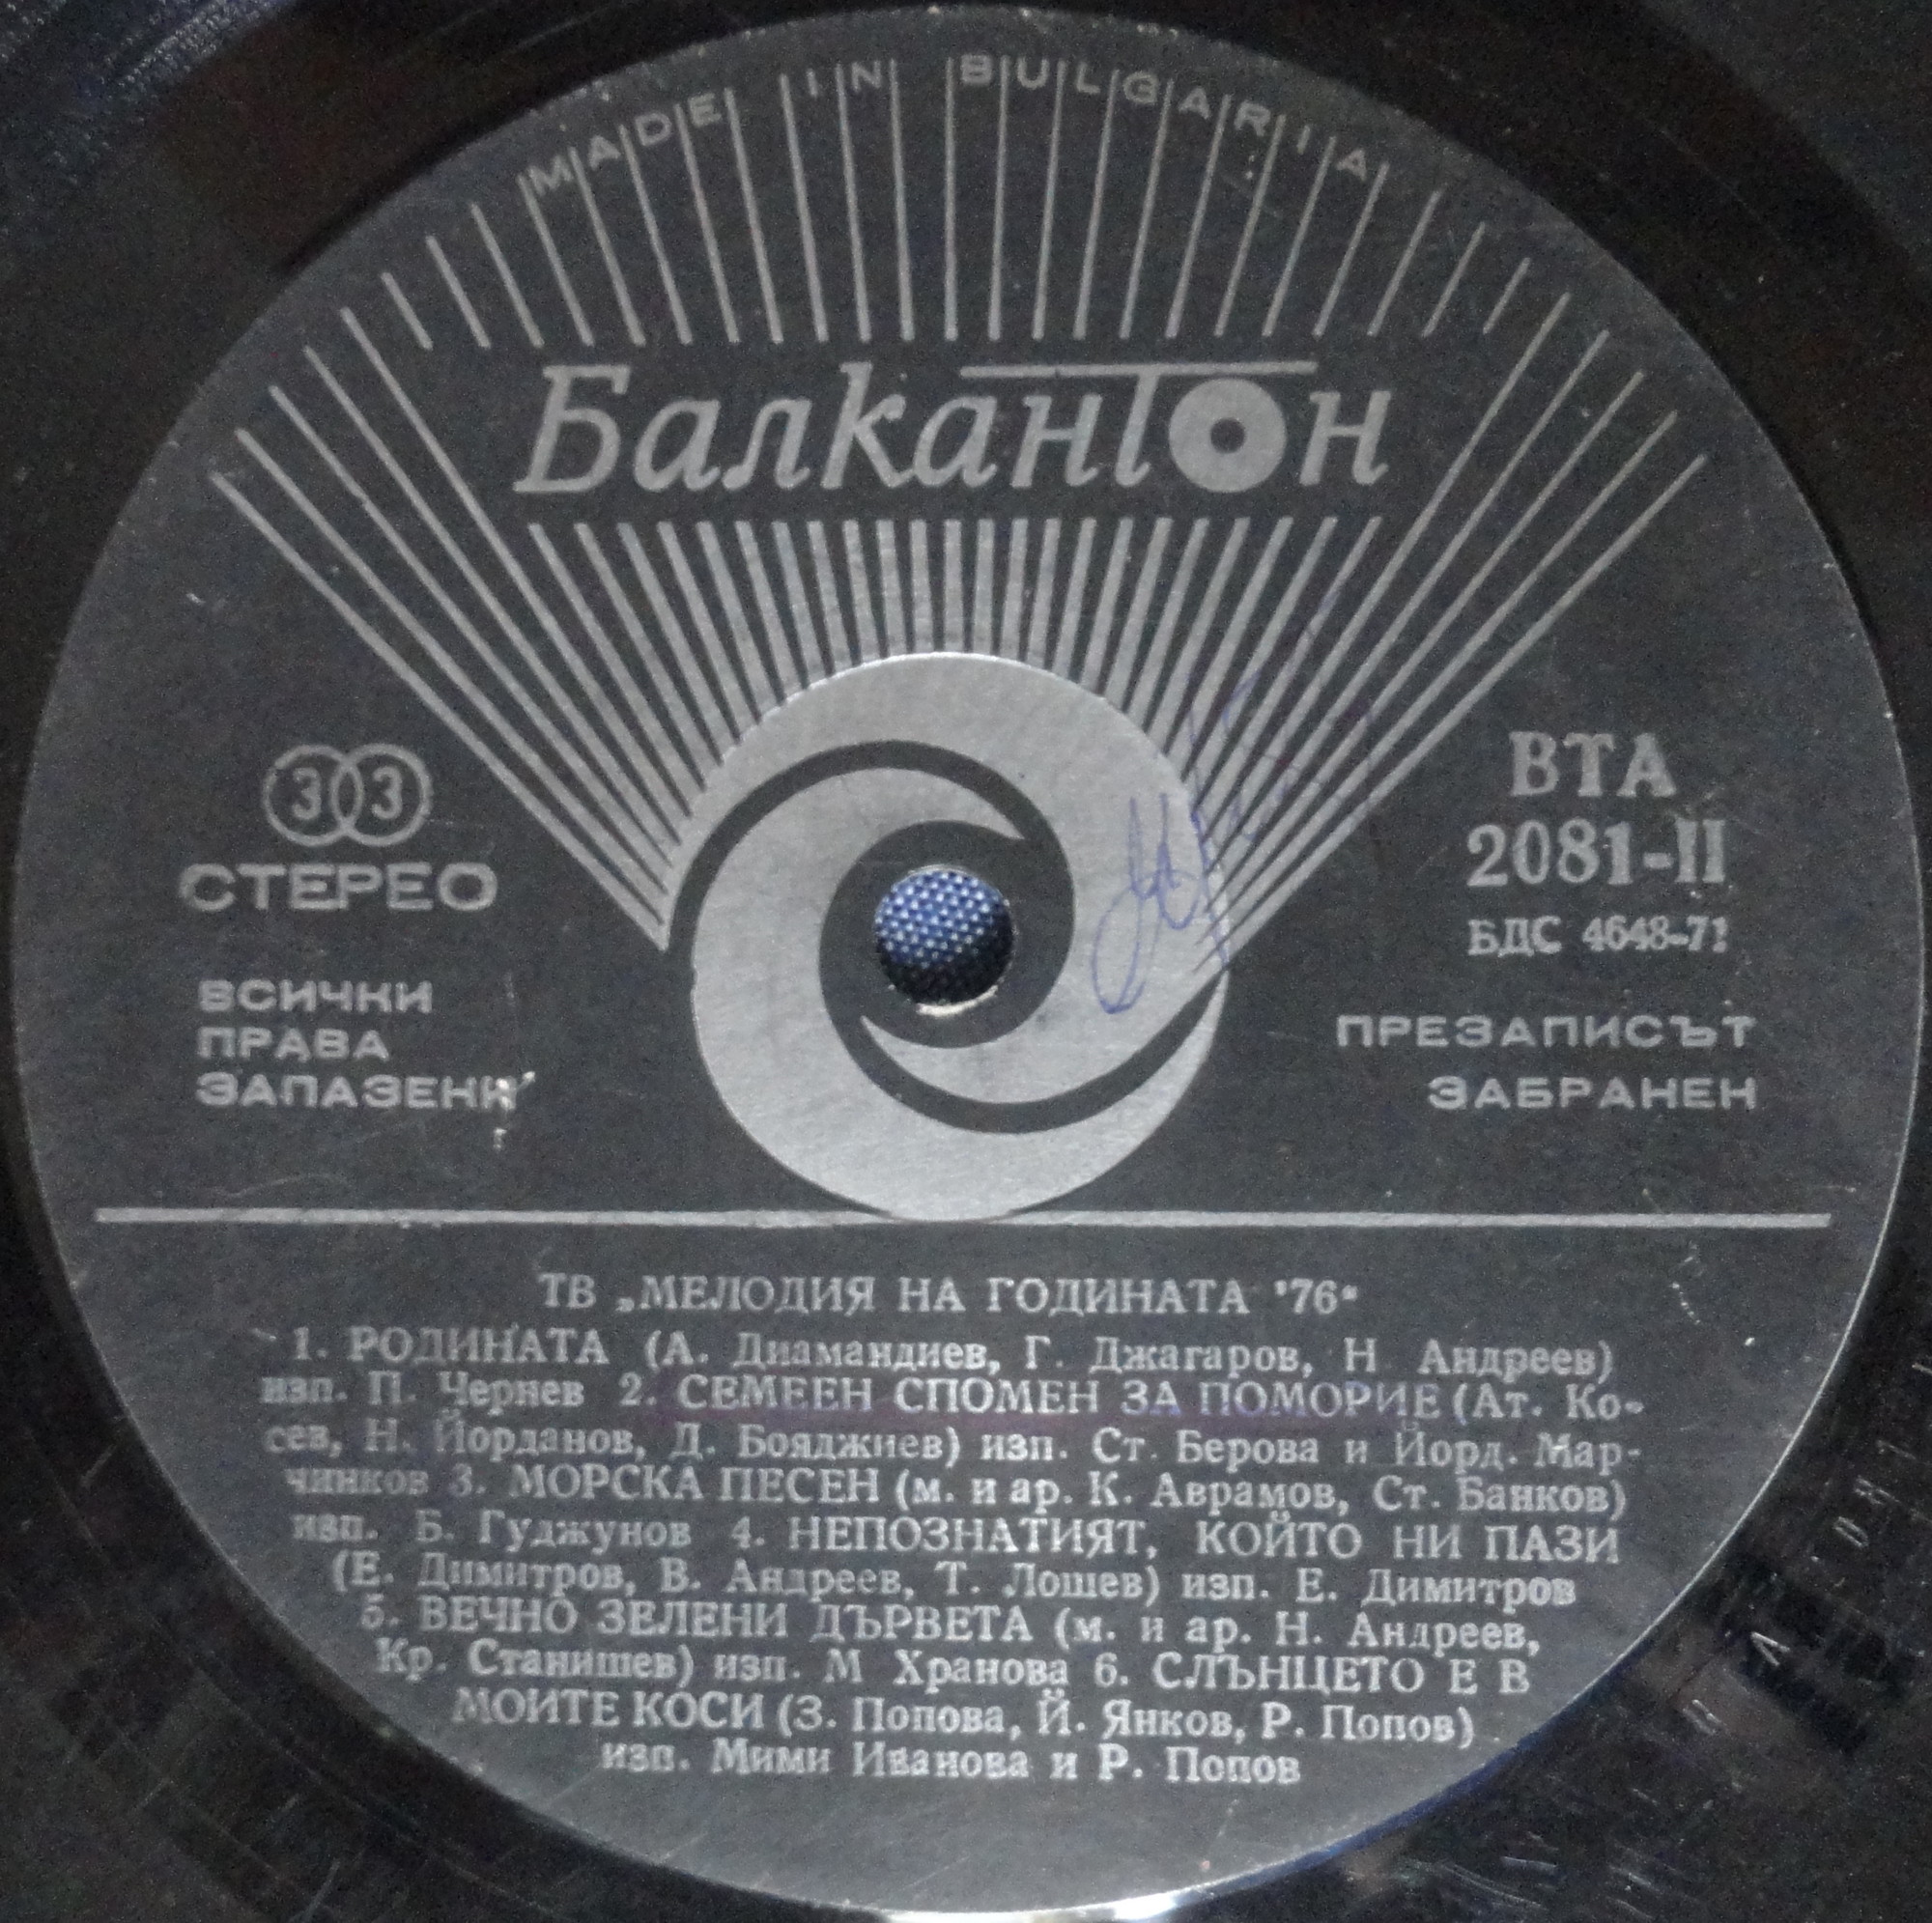 MADE IN BULGARIA
Балкантон
33
СТЕРЕО
ВСИЧКИ
ПРАВА
ЗАПАЗЕНИ
ВТА
2081-II
БДС 4648-71
ПРЕЗАПИСЪТ
ЗАБРАНЕН
ТВ „МЕЛОДИЯ НА ГОДИНАТА '76“
1. РОДИНАТА (А. Диамандиев, Г. Джагаров, Н Андреев)
изп. П. Чернев 2. СЕМЕЕН СПОМЕН ЗА ПОМОРИЕ (Ат. Ко-
сев, Н. Йорданов, Д. Бояджиев) изп. Ст. Берова и Йорд. Мар-
чинков 3. МОРСКА ПЕСЕН (м. и ар. К. Аврамов, Ст. Банков)
изп. Б. Гуджунов 4. НЕПОЗНАТИЯТ, КОЙТО НИ ПАЗИ
(Е. Димитров, В. Андреев, Т. Лошев) изп. Е. Димитров
5. ВЕЧНО ЗЕЛЕНИ ДЪРВЕТА (м. и ар. Н. Андреев,
Кр. Станишев) изп. М Хранова 6. СЛЪНЦЕТО Е В
МОИТЕ КОСИ (З. Попова, Й. Янков, Р. Попов)
изп. Мими Иванова и Р. Попов